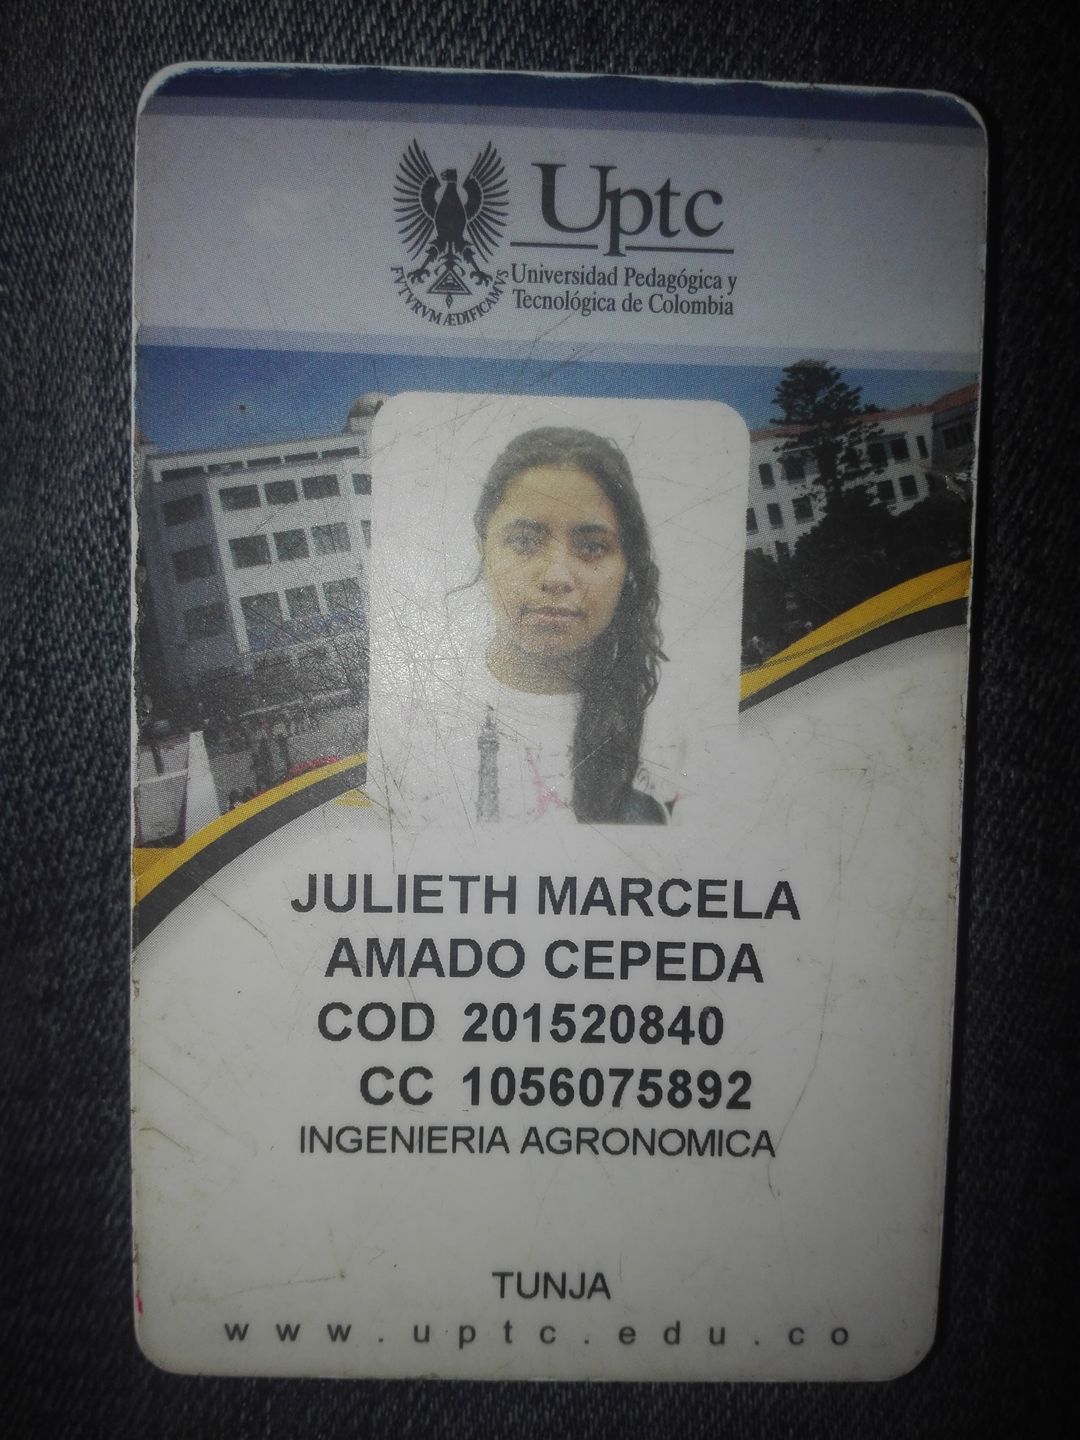 Uptc
Universidad Pedagógica y
Tecnológica de Colombia
FVTVRVM ÆDIFICAMVS
JULIETH MARCELA
AMADO CEPEDA
COD 201520840
CC 1056075892
INGENIERIA AGRONOMICA
TUNJA
www.uptc.edu.co